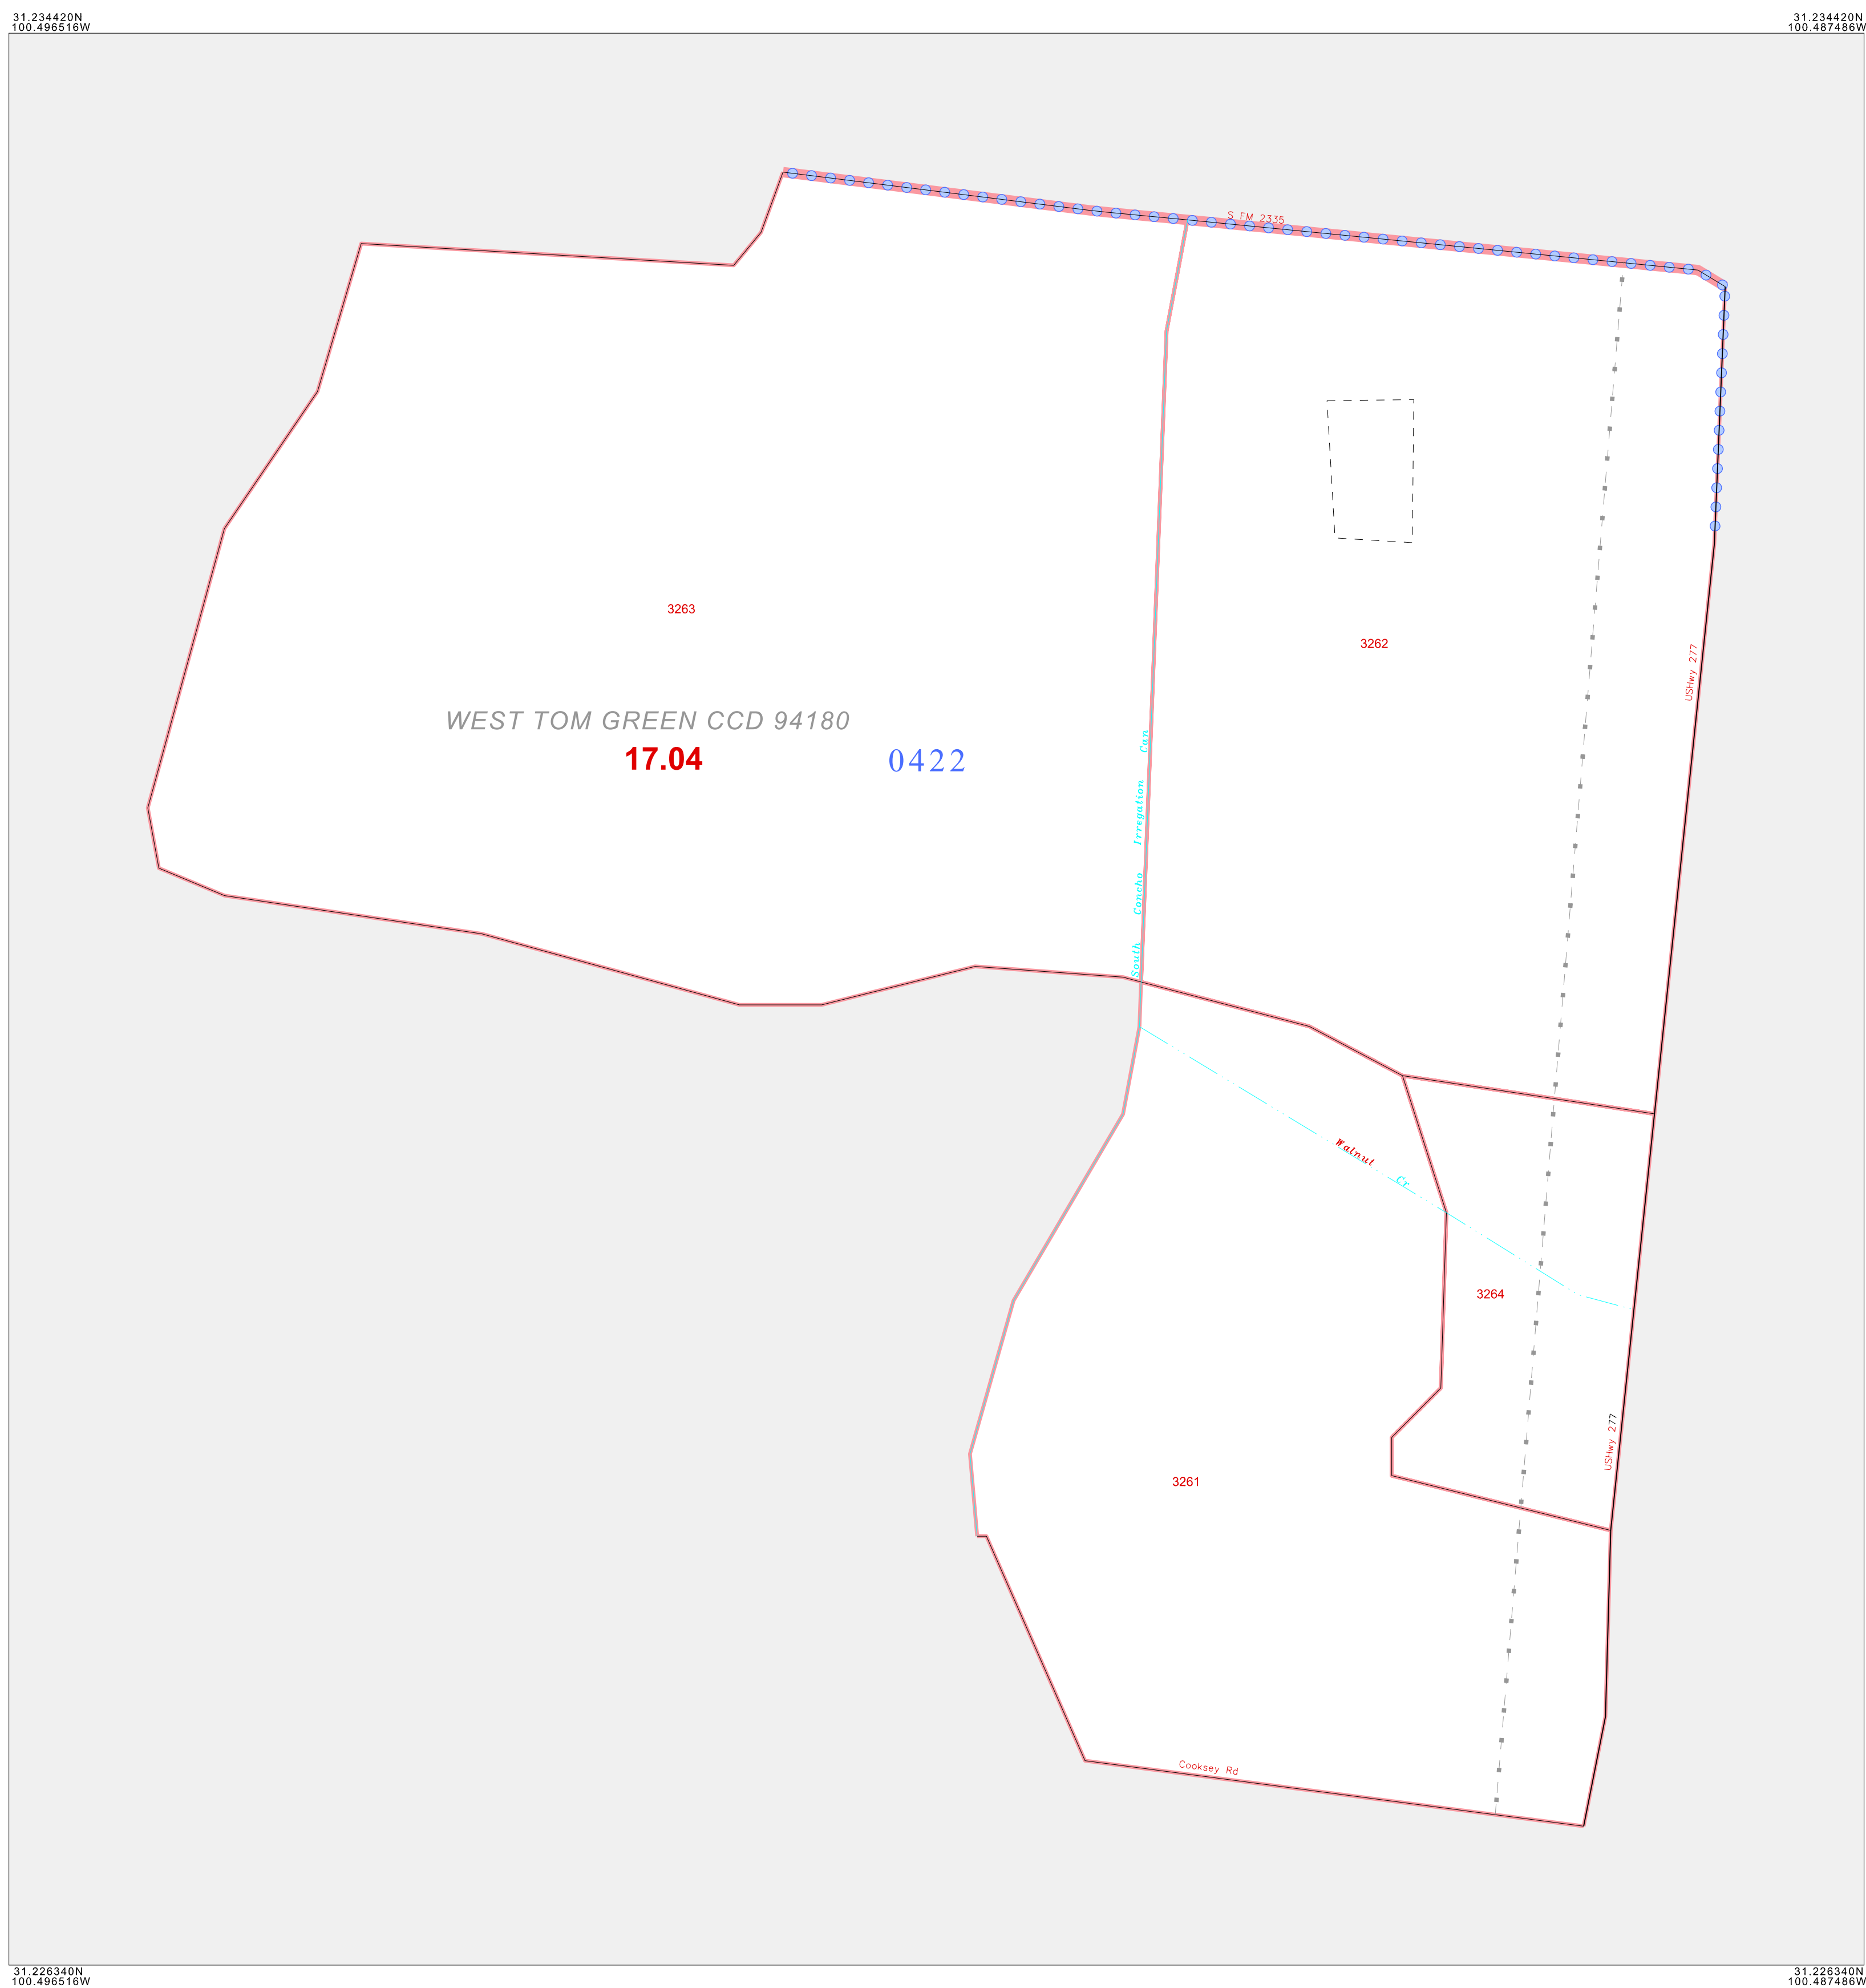 31.234420N
100.496516W
31.234420N
100.487486W
S FM 2335
3263
3262
USHwy 277
WEST TOM GREEN CCD 94180
17.04
0422
South Concho Irregation Can
Walnut Cr
3264
USHwy 277
3261
Cooksey Rd
31.226340N
100.496516W
31.226340N
100.487486W